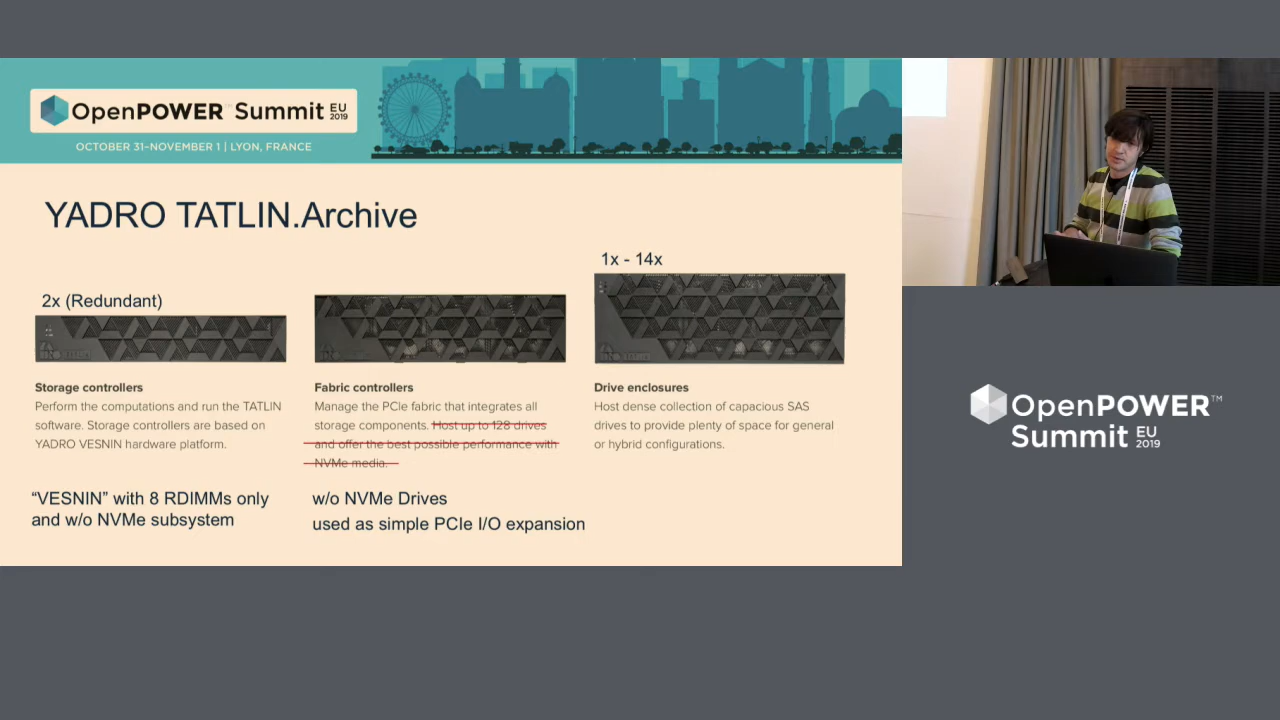 OpenPOWER™ Summit EU 2019
OCTOBER 31–NOVEMBER 1 | LYON, FRANCE
YADRO TATLIN.Archive
2x (Redundant)
1x - 14x
Storage controllers
Perform the computations and run the TATLIN
software. Storage controllers are based on
YADRO VESNIN hardware platform.
Fabric controllers
Manage the PCIe fabric that integrates all
storage components. Host up to 128 drives
and offer the best possible performance with
NVMe media.
Drive enclosures
Host dense collection of capacious SAS
drives to provide plenty of space for general
or hybrid configurations.
“VESNIN” with 8 RDIMMs only
and w/o NVMe subsystem
w/o NVMe Drives
used as simple PCIe I/O expansion
OpenPOWER™
Summit EU 2019